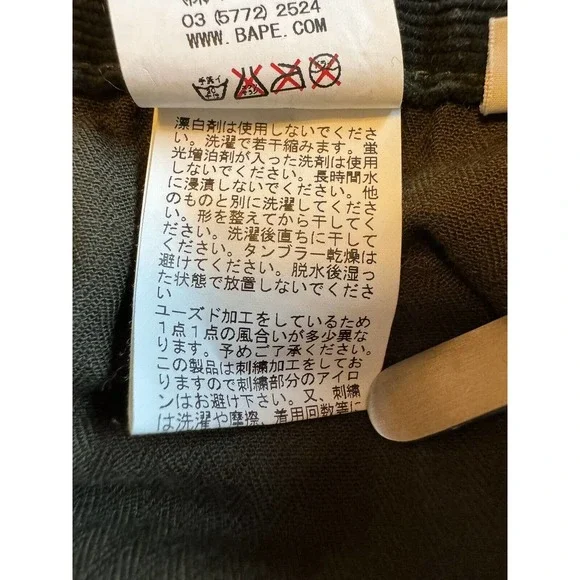 03 (5772) 2524
WWW.BAPE.COM
手洗イ
漂白剤は使用しないでくださ
い。洗濯で若干縮みます。蛍
光増泊剤が入った洗剤は使用
しないでください。長時間水
に浸漬しないでください。他
のものと別に洗濯してくださ
い。形を整えてから干してく
ださい。洗濯後直ちに干して
ください。タンブラー乾燥は
避けてください。脱水後湿っ
た状態で放置しないでくださ
い
ユーズド加工をしているため
1点1点の風合いが多少異な
ります。予めご了承ください。
この製品は刺繍加工をしてお
りますので刺繍部分のアイロ
ンはお避け下さい。又、刺繍
は洗濯や摩擦、着用回数等に